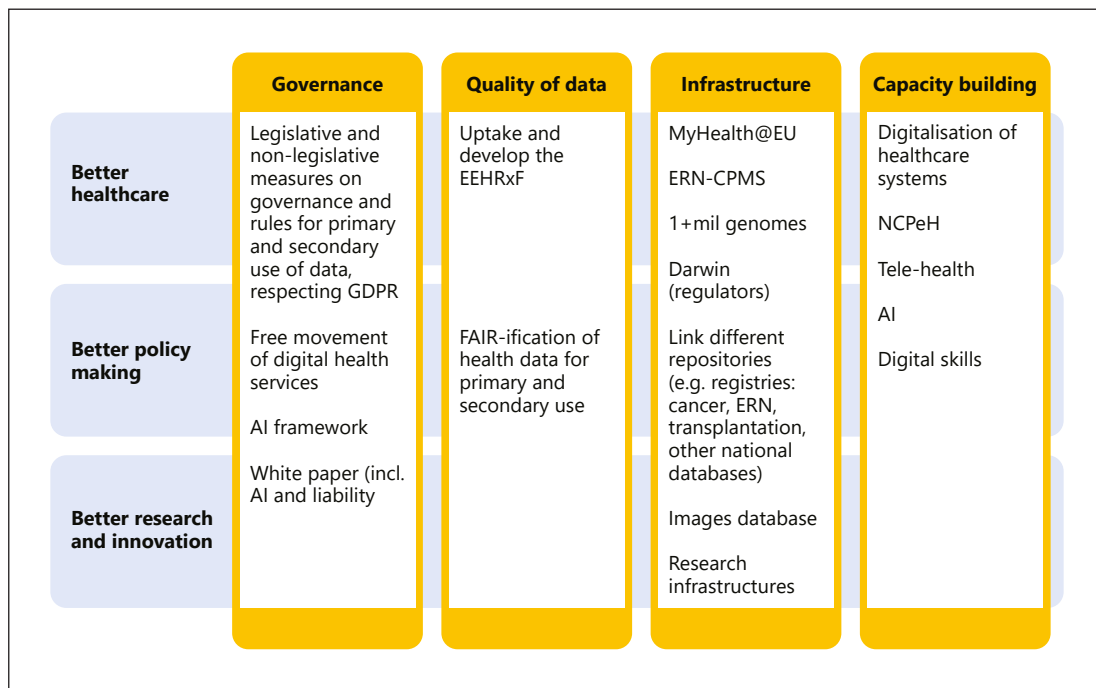 Governance
Quality of data
Infrastructure
Capacity building
Better
healthcare
Better policy
making
Better research
and innovation
Legislative and
non-legislative
measures on
governance and
rules for primary
and secondary
use of data,
respecting GDPR
Free movement
of digital health
services
AI framework
White paper (incl.
AI and liability
Uptake and
develop the
EEHRxF
FAIR-ification of
health data for
primary and
secondary use
MyHealth@EU
ERN-CPMS
1+mil genomes
Darwin
(regulators)
Link different
repositories
(e.g. registries:
cancer, ERN,
transplantation,
other national
databases)
Images database
Research
infrastructures
Digitalisation of
healthcare
systems
NCPeH
Tele-health
AI
Digital skills